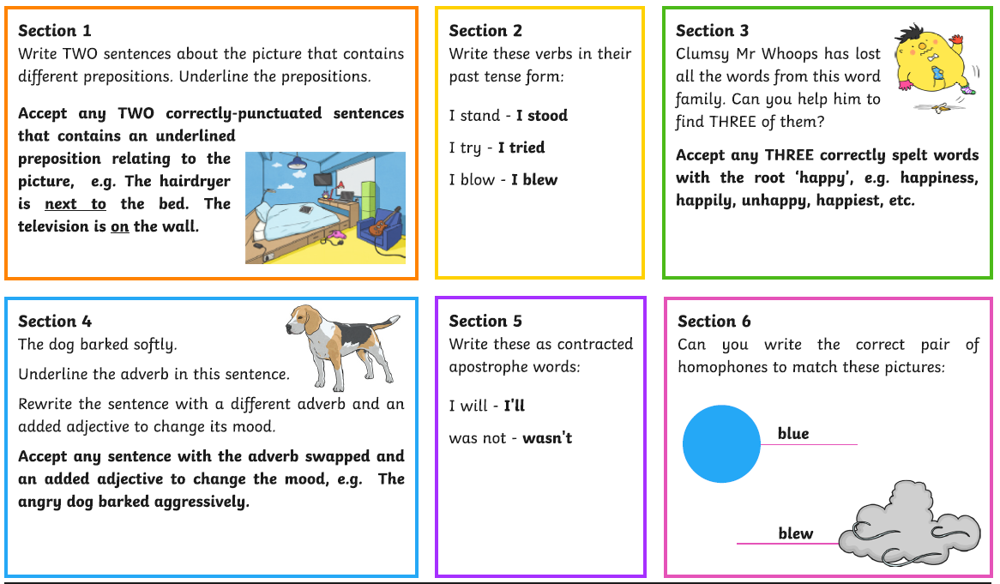 Section 1
Write TWO sentences about the picture that contains
different prepositions. Underline the prepositions.
Accept any TWO correctly-punctuated sentences
that contains an underlined
preposition relating to the
picture, e.g. The hairdryer
is next to the bed. The
television is on the wall.
Section 2
Write these verbs in their
past tense form:
I stand - I stood
I try - I tried
I blow - I blew
Section 3
Clumsy Mr Whoops has lost
all the words from this word
family. Can you help him to
find THREE of them?
Accept any THREE correctly spelt words
with the root ‘happy’, e.g. happiness,
happily, unhappy, happiest, etc.
Section 4
The dog barked softly.
Underline the adverb in this sentence.
Rewrite the sentence with a different adverb and an
added adjective to change its mood.
Accept any sentence with the adverb swapped and
an added adjective to change the mood, e.g. The
angry dog barked aggressively.
Section 5
Write these as contracted
apostrophe words:
I will - I'll
was not - wasn't
Section 6
Can you write the correct pair of
homophones to match these pictures:
blue
blew